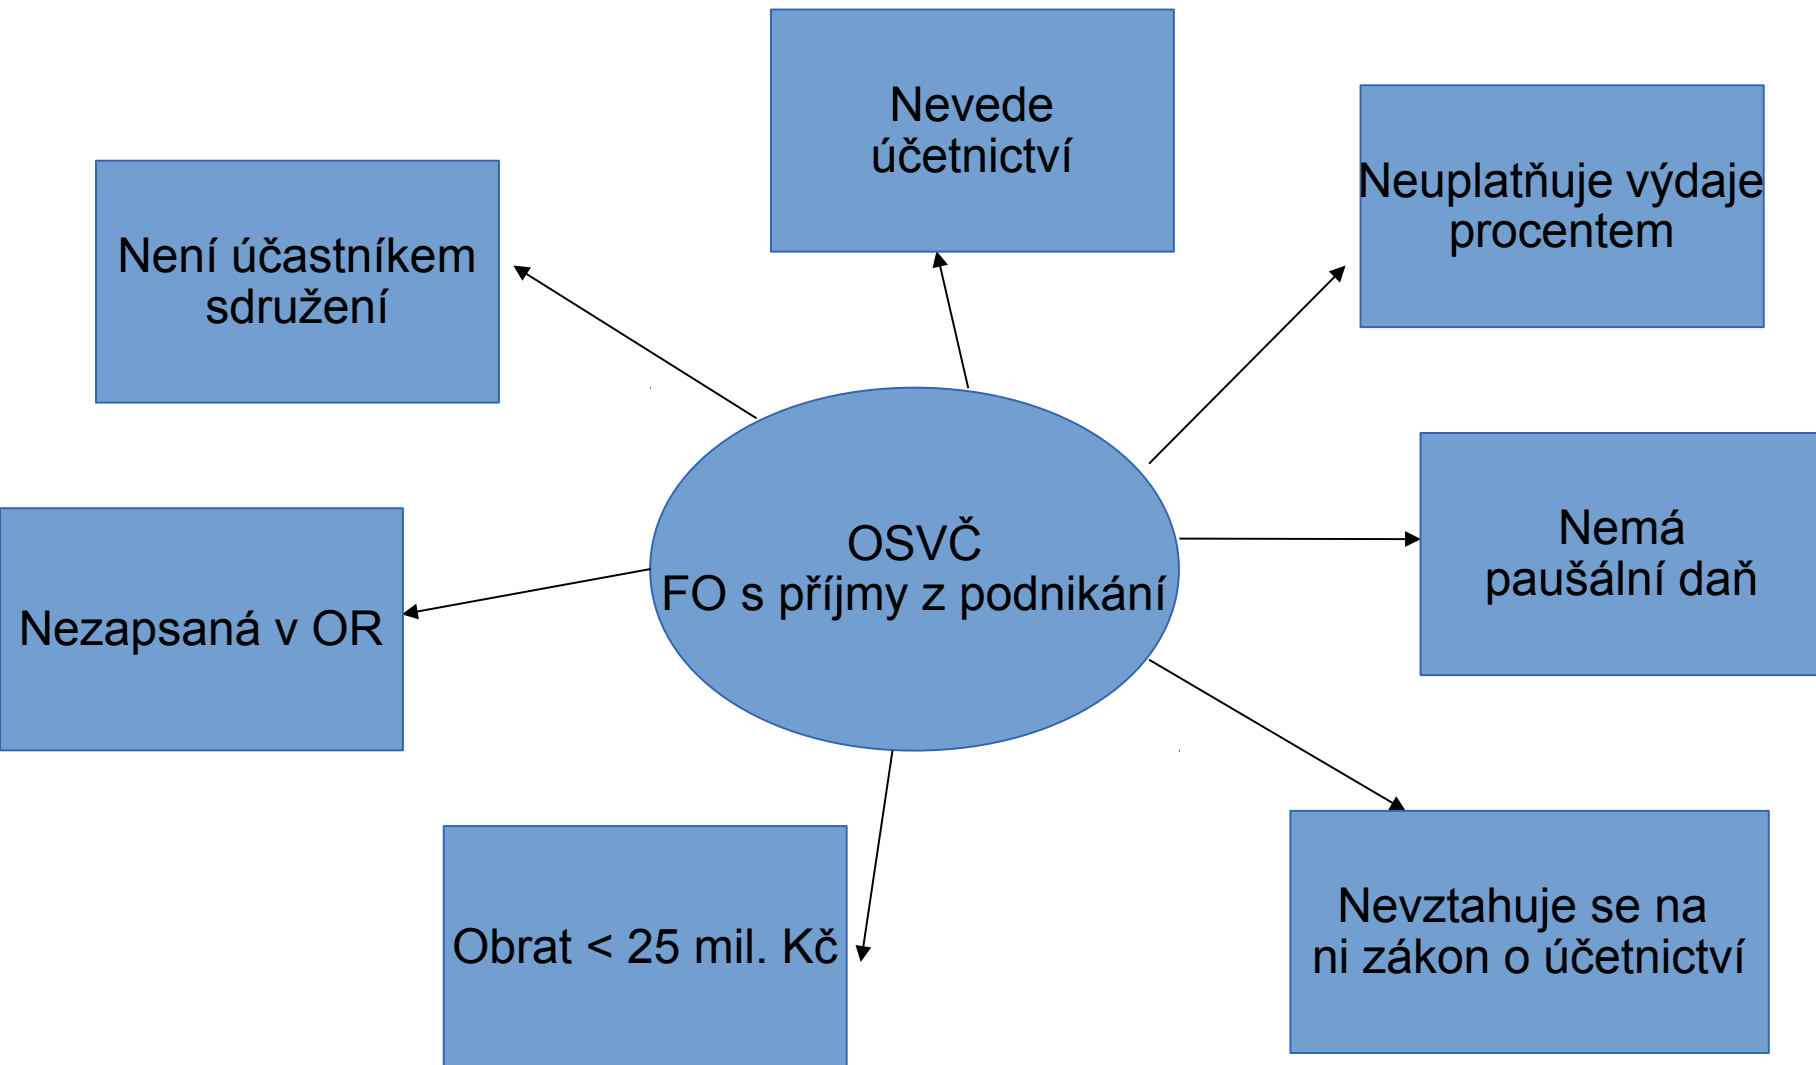 Nevede
účetnictví
Neuplatňuje výdaje
procentem
Není účastníkem
sdružení
Nemá
paušální daň
OSVČ
FO s příjmy z podnikání
Nezapsaná v OR
Obrat < 25 mil. Kč
Nevztahuje se na
ni zákon o účetnictví